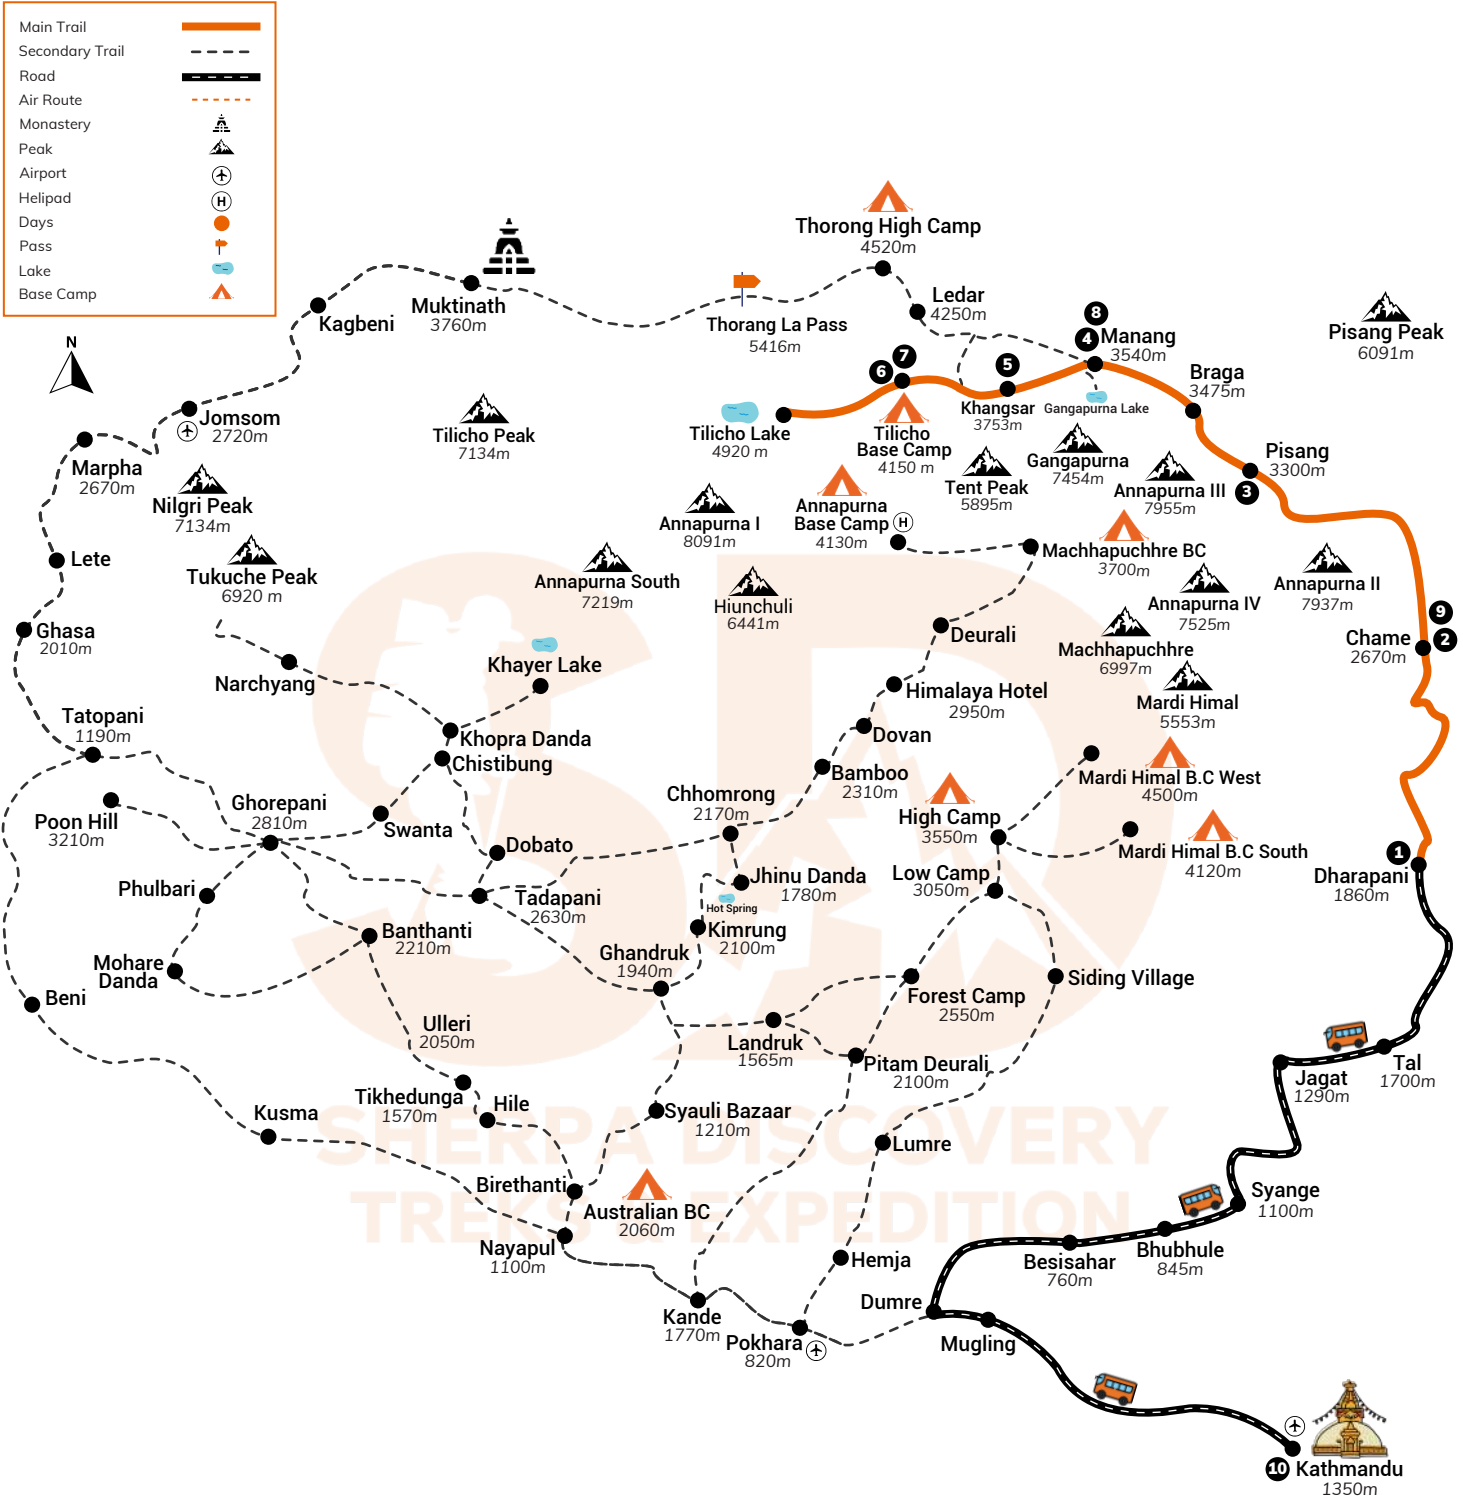 Main Trail
Secondary Trail
Road
Air Route
Monastery
Peak
Airport
Helipad
H
Days
Pass
Lake
Base Camp
N
Thorong High Camp
4520m
Muktinath
3760m
Kagbeni
Thorang La Pass
5416m
Ledar
4250m
8
4
Manang
3540m
Pisang Peak
6091m
Jomsom
2720m
Marpha
2670m
Tilicho Peak
7134m
Tilicho Lake
4920 m
6
7
Tilicho
Base Camp
4150 m
5
Khangsar
3753m
Gangapurna Lake
Braga
3475m
Pisang
3300m
3
Nilgri Peak
7134m
Annapurna I
8091m
Annapurna
Base Camp
4130m
H
Tent Peak
5895m
Gangapurna
7454m
Annapurna III
7955m
Lete
Tukuche Peak
6920 m
Annapurna South
7219m
Hiunchuli
6441m
Machhapuchhre BC
3700m
Annapurna IV
7525m
Annapurna II
7937m
9
2
Chame
2670m
Ghasa
2010m
Narchyang
Khayer Lake
Deurali
Machhapuchhre
6997m
Mardi Himal
5553m
Himalaya Hotel
2950m
Tatopani
1190m
Khopra Danda
Chistibung
Dovan
Bamboo
2310m
Mardi Himal B.C West
4500m
Poon Hill
3210m
Ghorepani
2810m
Swanta
Chhomrong
2170m
High Camp
3550m
Mardi Himal B.C South
4120m
1
Dharapani
1860m
Dobato
Phulbari
Tadapani
2630m
Jhinu Danda
1780m
Hot Spring
Low Camp
3050m
Banthanti
2210m
Kimrung
2100m
Ghandruk
1940m
Mohare
Danda
Beni
Forest Camp
2550m
Siding Village
Ulleri
2050m
Landruk
1565m
Pitam Deurali
2100m
Tal
1700m
Jagat
1290m
Tikhedunga
1570m
Hile
Kusma
Syauli Bazaar
1210m
Lumre
SHERPA DISCOVERY
TREKS & EXPEDITION
Birethanti
Australian BC
2060m
Syange
1100m
Nayapul
1100m
Hemja
Besisahar
760m
Bhubhule
845m
Kande
1770m
Pokhara
820m
Dumre
Mugling
10
Kathmandu
1350m